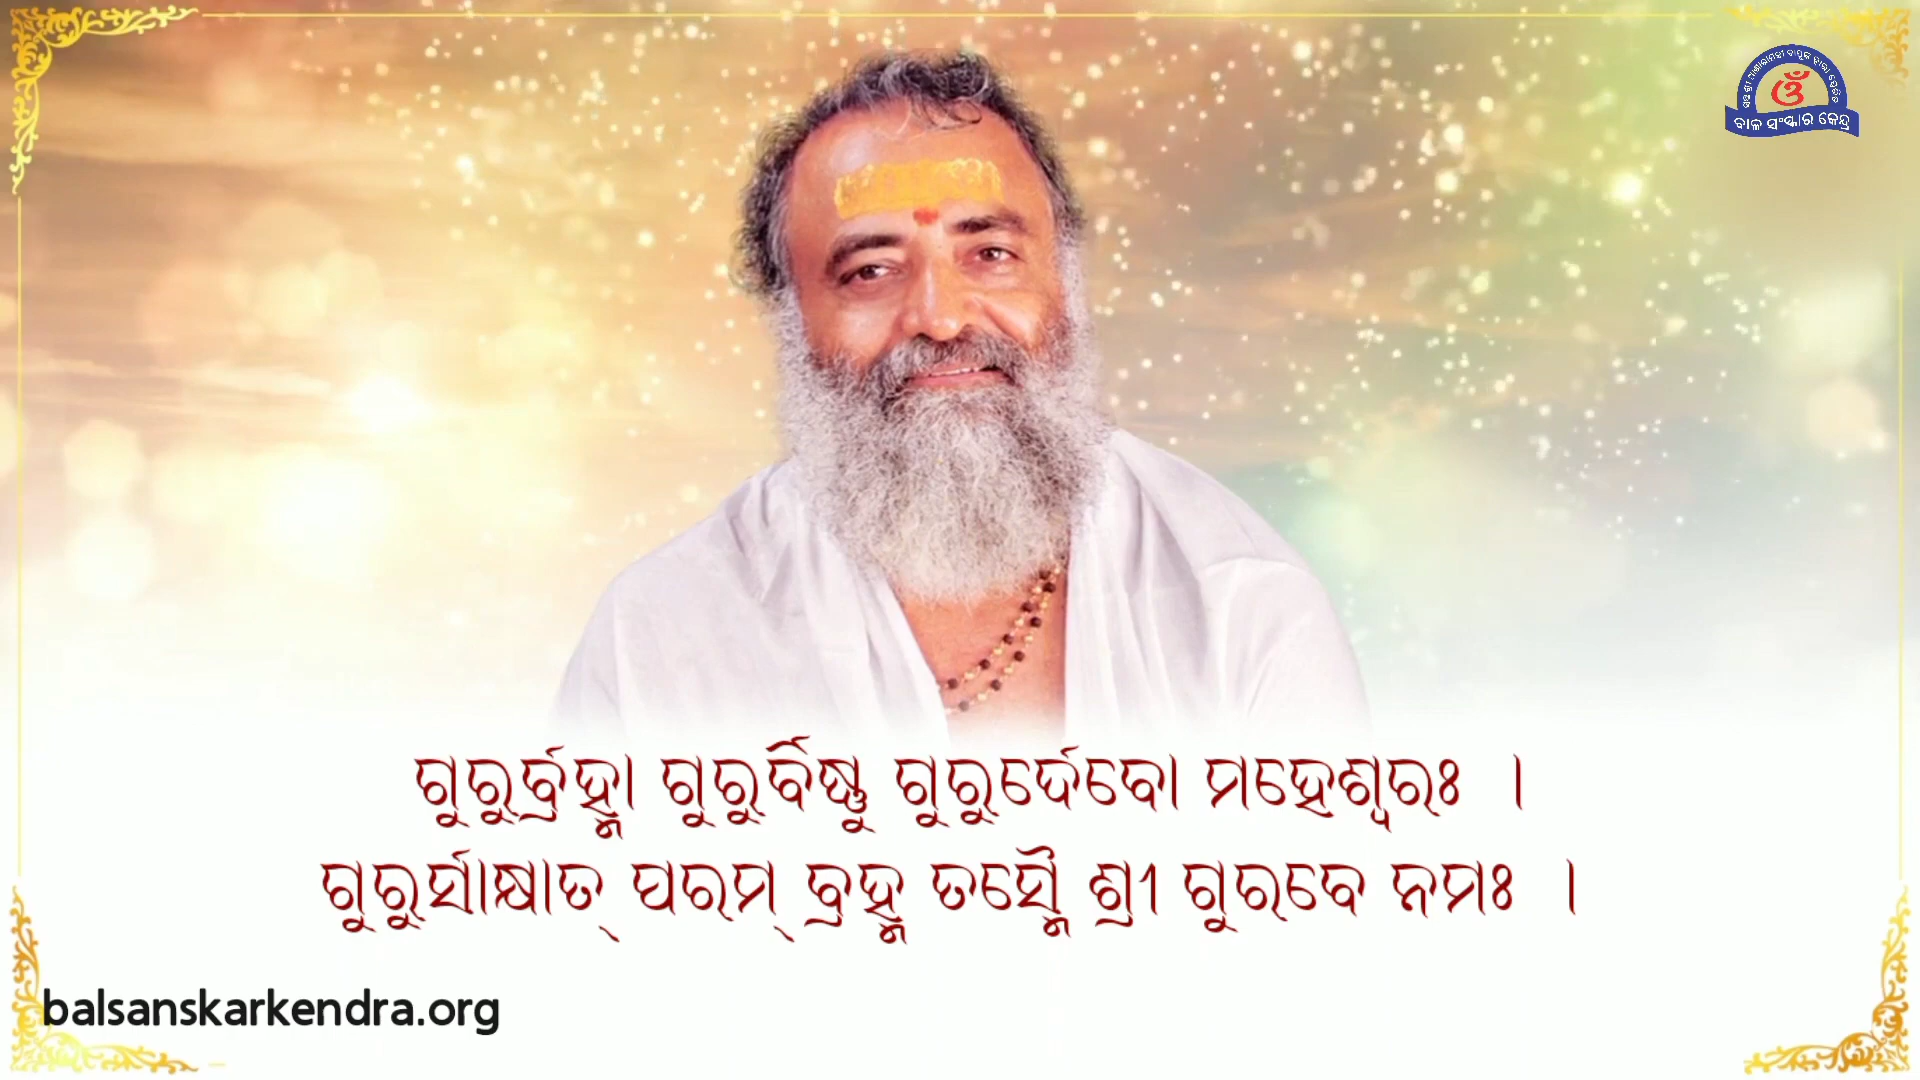 ବାଳ ସଂସ୍କାର କେନ୍ଦ୍ର
ଗୁରୁର୍ବ୍ରହ୍ମା ଗୁରୁର୍ବିଷ୍ଣୁ ଗୁରୁର୍ଦେବୋ ମହେଶ୍ୱରଃ ।
ଗୁରୁର୍ସାକ୍ଷାତ୍ ପରମ୍ ବ୍ରହ୍ମ ତସ୍ମୈ ଶ୍ରୀ ଗୁରବେ ନମଃ ।
balsanskarkendra.org